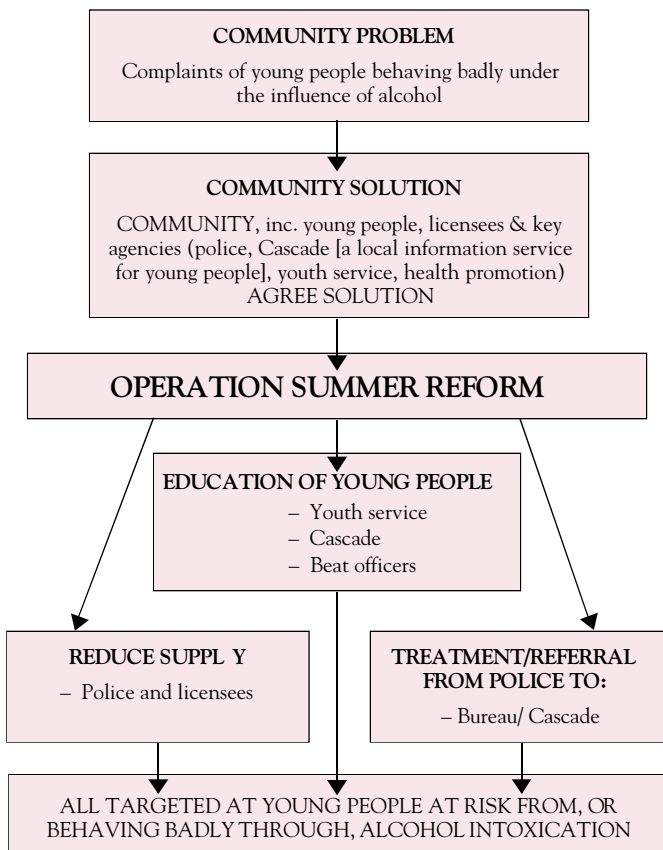 COMMUNITY PROBLEM
Complaints of young people behaving badly under
the influence of alcohol
COMMUNITY SOLUTION
COMMUNITY, inc. young people, licensees & key
agencies (police, Cascade [a local information service
for young people], youth service, health promotion)
AGREE SOLUTION
OPERATION SUMMER REFORM
EDUCATION OF YOUNG PEOPLE
– Youth service
– Cascade
– Beat officers
REDUCE SUPPL Y
– Police and licensees
TREATMENT/REFERRAL
FROM POLICE TO:
– Bureau/ Cascade
ALL TARGETED AT YOUNG PEOPLE AT RISK FROM, OR
BEHAVING BADLY THROUGH, ALCOHOL INTOXICATION